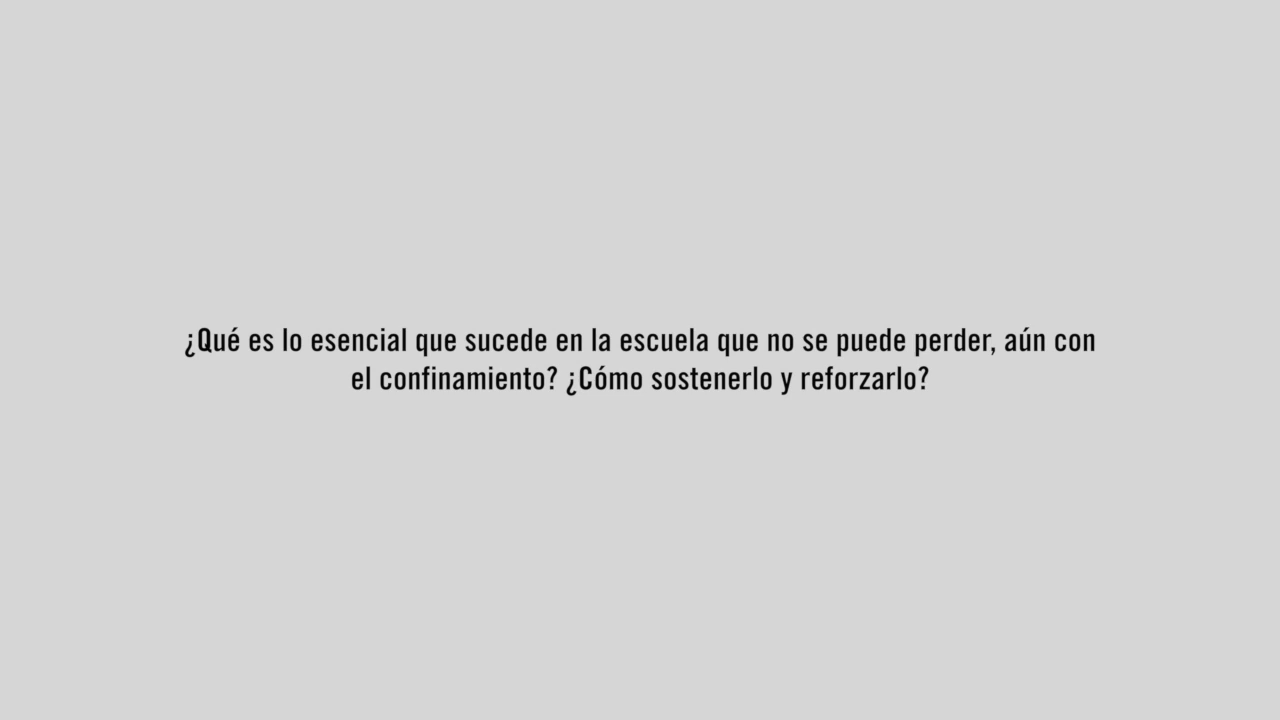 ¿Qué es lo esencial que sucede en la escuela que no se puede perder, aún con
el confinamiento? ¿Cómo sostenerlo y reforzarlo?